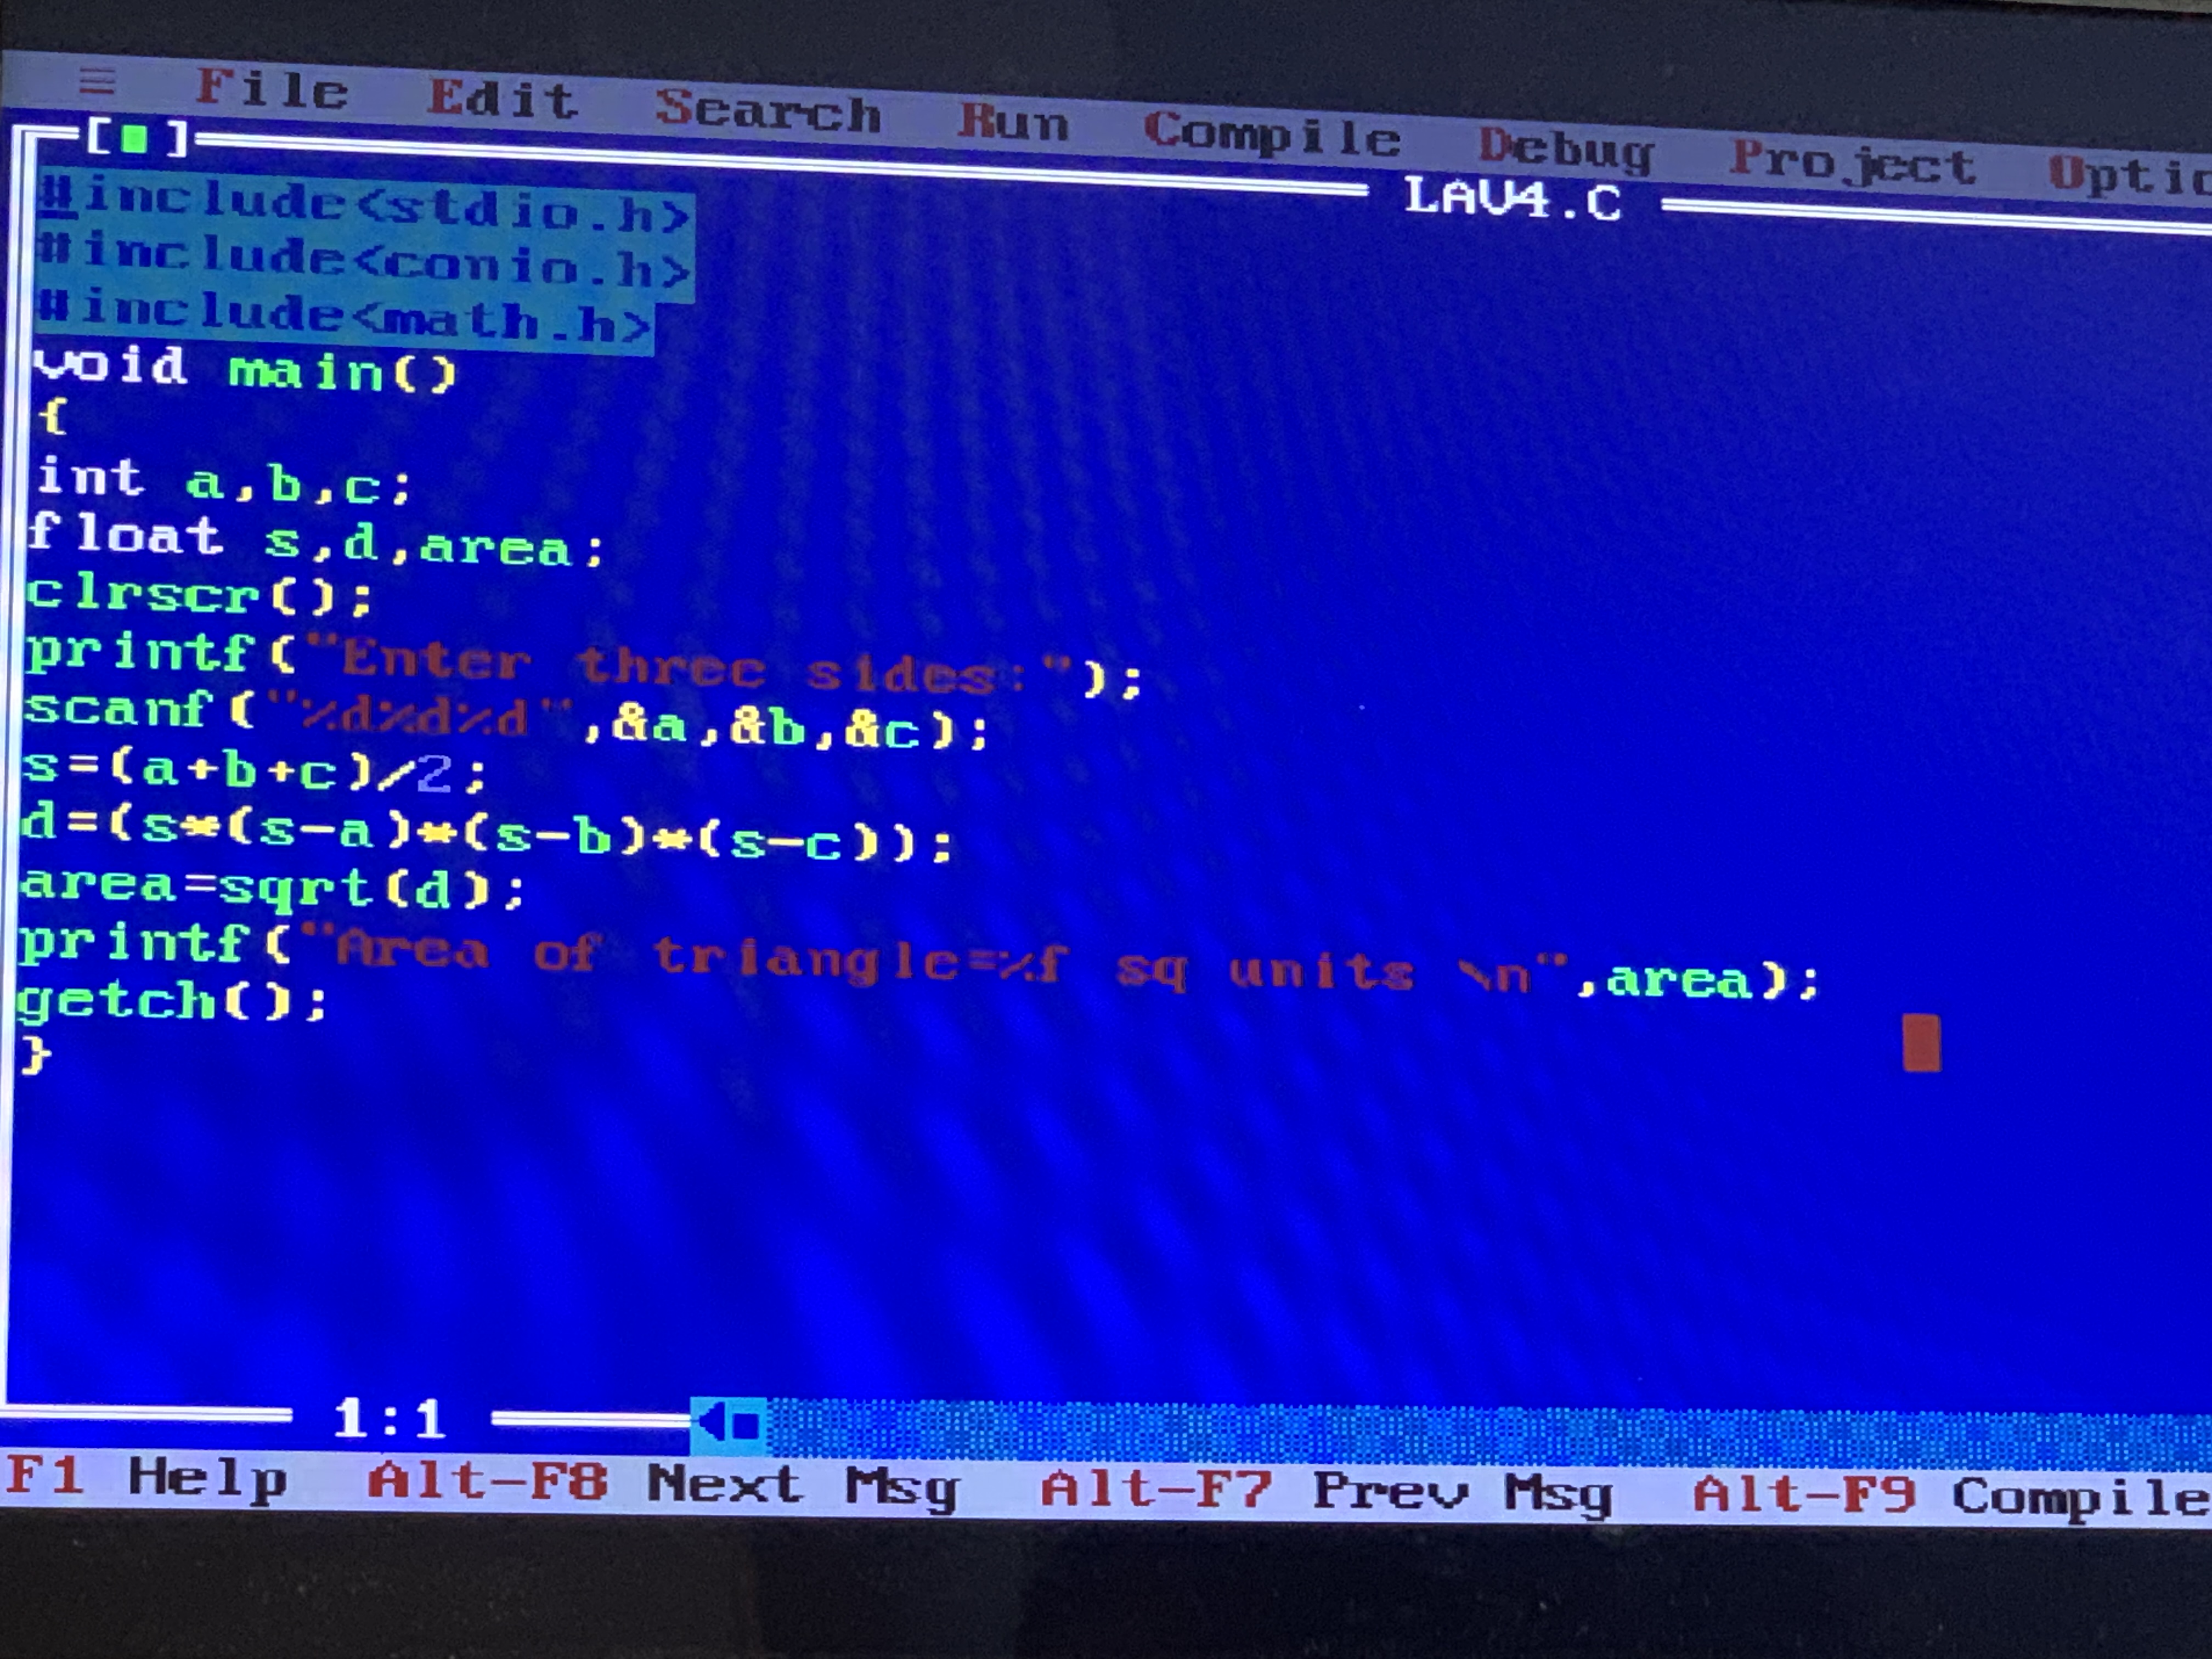 ≡ File Edit Search Run Compile Debug Project Optio
[■] LAV4.C
#include<stdio.h>
#include<conio.h>
#include<math.h>
void main()
{
int a,b,c;
float s,d,area;
clrscr();
printf("Enter three sides:");
scanf("%d%d%d",&a,&b,&c);
s=(a+b+c)/2;
d=(s*(s-a)*(s-b)*(s-c));
area=sqrt(d);
printf("Area of triangle=%f sq units \n",area);
getch();
}
1:1
F1 Help Alt-F8 Next Msg Alt-F7 Prev Msg Alt-F9 Compile